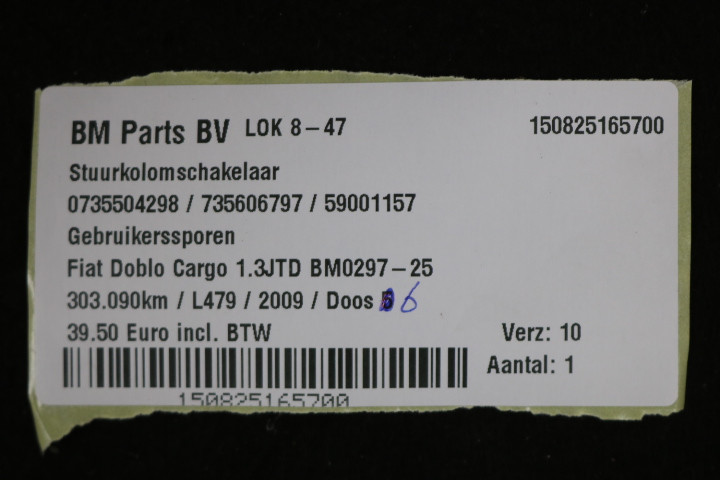 BM Parts BV LOK 8-47 150825165700
Stuurkolomschakelaar
0735504298 / 735606797 / 59001157
Gebruikerssporen
Fiat Doblo Cargo 1.3JTD BM0297-25
303.090km / L479 / 2009 / Doos 6
39.50 Euro incl. BTW Verz: 10
Aantal: 1
150825165700